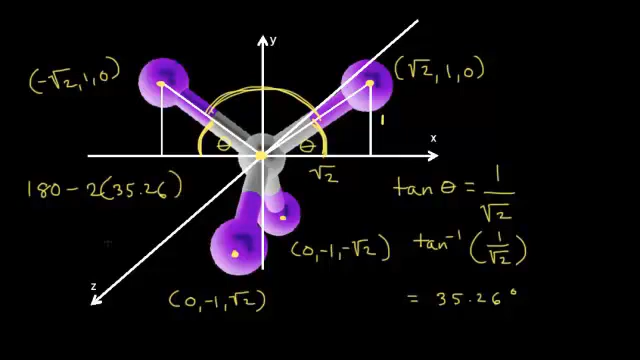 y
(-√2, 1, 0)
(√2, 1, 0)
1
θ
θ
x
√2
180 - 2(35.26)
tan θ = 1/√2
(0, -1, -√2)
tan⁻¹ (1/√2)
z
(0, -1, √2)
= 35.26°